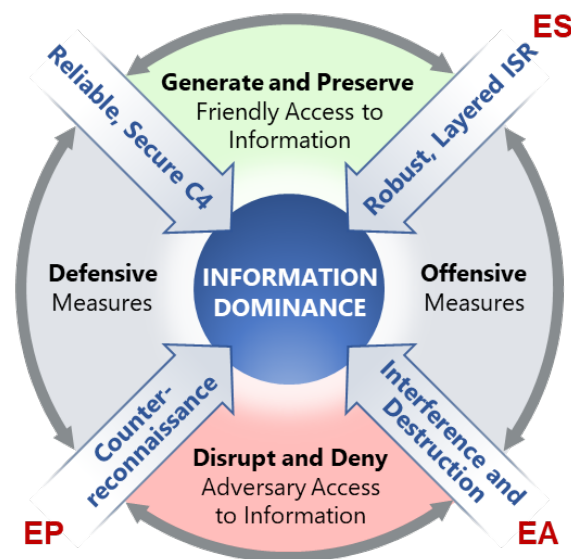 ES
Reliable, Secure C4
Generate and Preserve
Friendly Access to
Information
Robust, Layered ISR
Defensive
Measures
INFORMATION
DOMINANCE
Offensive
Measures
Counter-
reconnaissance
Disrupt and Deny
Adversary Access
to Information
Interference and
Destruction
EP
EA